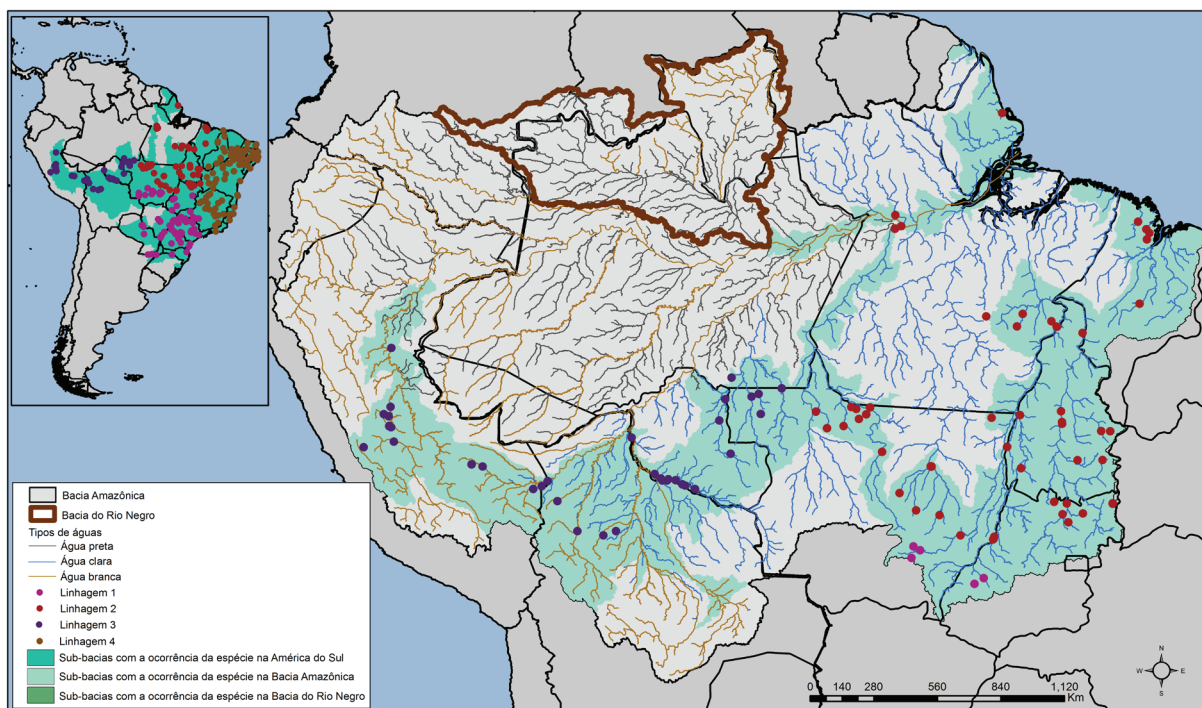 Bacia Amazônica
Bacia do Rio Negro
Tipos de águas
Água preta
Água clara
Água branca
Linhagem 1
Linhagem 2
Linhagem 3
Linhagem 4
Sub-bacias com a ocorrência da espécie na América do Sul
Sub-bacias com a ocorrência da espécie na Bacia Amazônica
Sub-bacias com a ocorrência da espécie na Bacia do Rio Negro
N
W E
S
0 140 280 560 840 1,120
Km